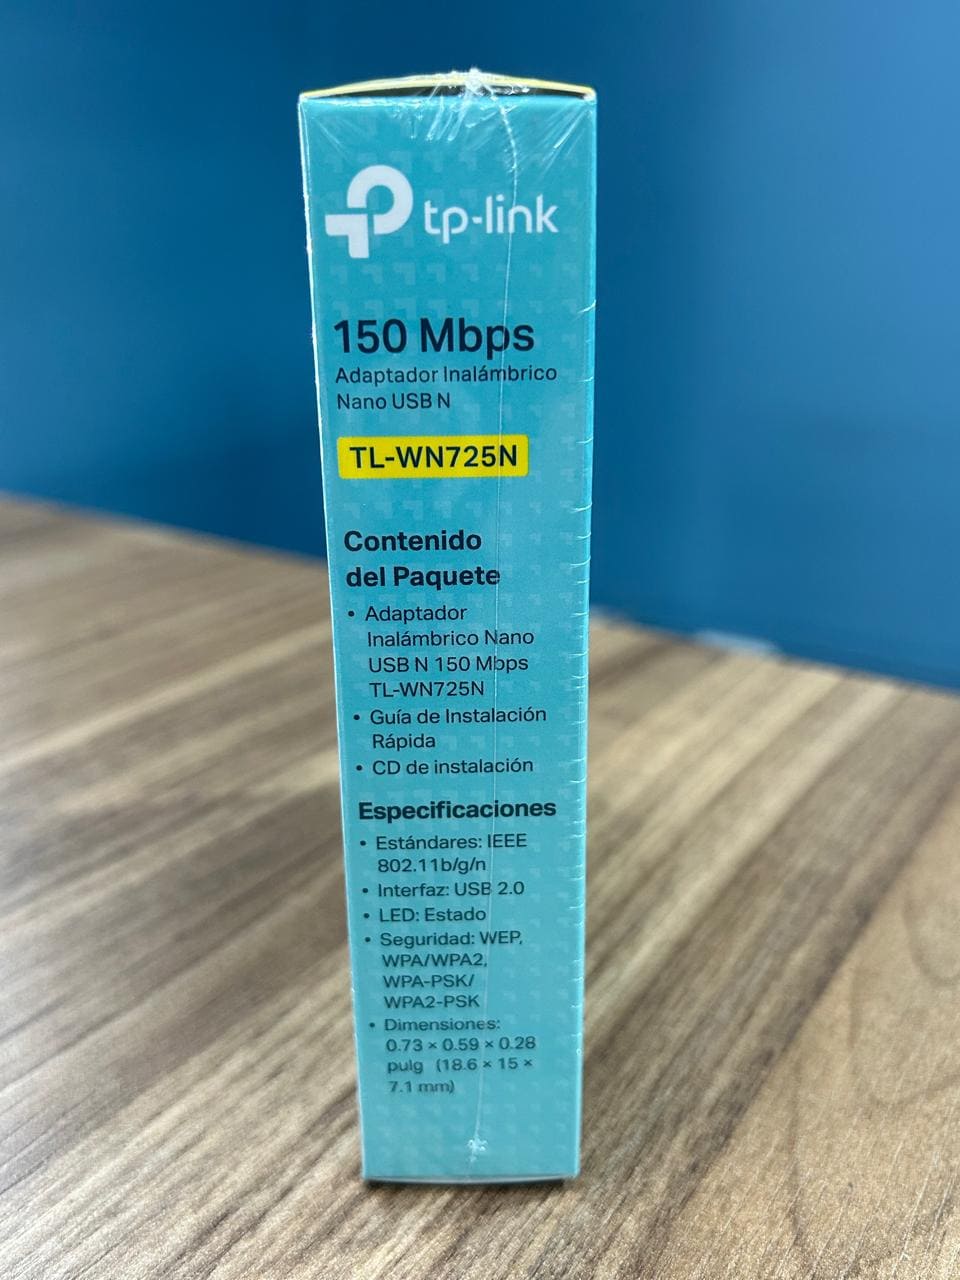 tp-link
150 Mbps
Adaptador Inalámbrico
Nano USB N
TL-WN725N
Contenido
del Paquete
• Adaptador
Inalámbrico Nano
USB N 150 Mbps
TL-WN725N
• Guía de Instalación
Rápida
• CD de instalación
Especificaciones
• Estándares: IEEE
802.11b/g/n
• Interfaz: USB 2.0
• LED: Estado
• Seguridad: WEP,
WPA/WPA2,
WPA-PSK/
WPA2-PSK
• Dimensiones:
0.73 × 0.59 × 0.28
pulg (18.6 × 15 ×
7.1 mm)